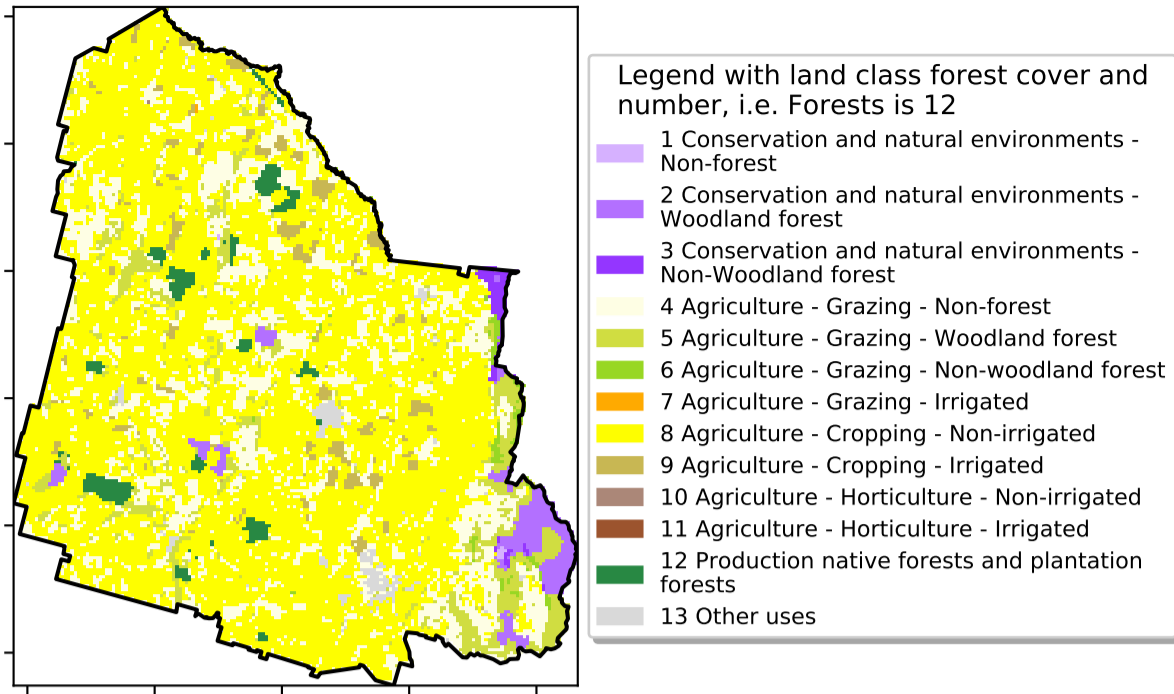 Legend with land class forest cover and
number, i.e. Forests is 12
1 Conservation and natural environments -
Non-forest
2 Conservation and natural environments -
Woodland forest
3 Conservation and natural environments -
Non-Woodland forest
4 Agriculture - Grazing - Non-forest
5 Agriculture - Grazing - Woodland forest
6 Agriculture - Grazing - Non-woodland forest
7 Agriculture - Grazing - Irrigated
8 Agriculture - Cropping - Non-irrigated
9 Agriculture - Cropping - Irrigated
10 Agriculture - Horticulture - Non-irrigated
11 Agriculture - Horticulture - Irrigated
12 Production native forests and plantation
forests
13 Other uses